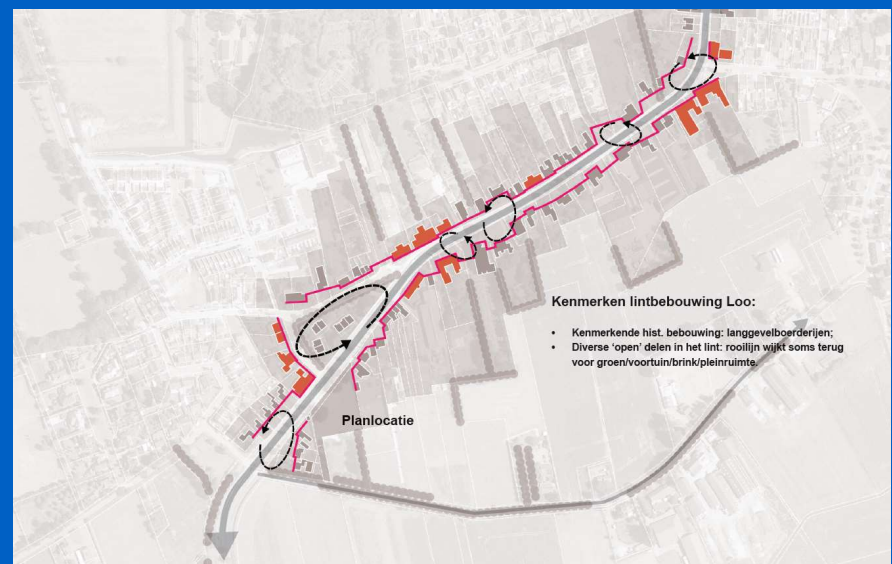 Kenmerken lintbebouwing Loo:
• Kenmerkende hist. bebouwing: langgevelboerderijen;
• Diverse ‘open’ delen in het lint: rooilijn wijkt soms terug
voor groen/voortuin/brink/pleinruimte.
Planlocatie